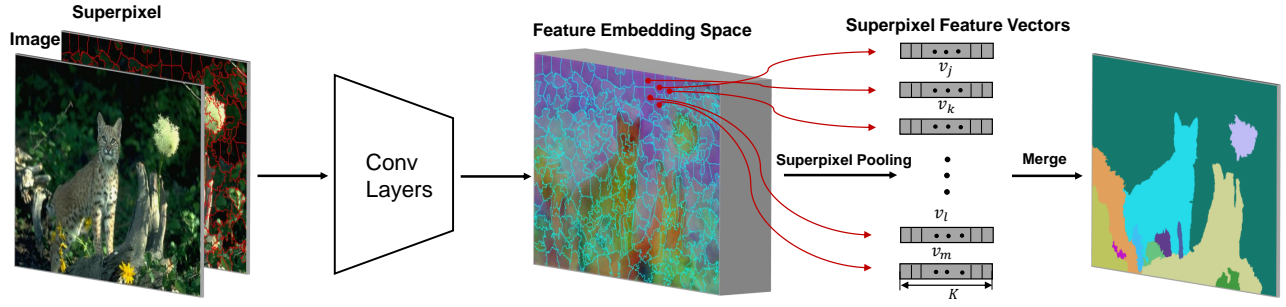 Superpixel
Image
Conv
Layers
Feature Embedding Space
Superpixel Feature Vectors
v_j
v_k
Superpixel Pooling
v_l
v_m
K
Merge